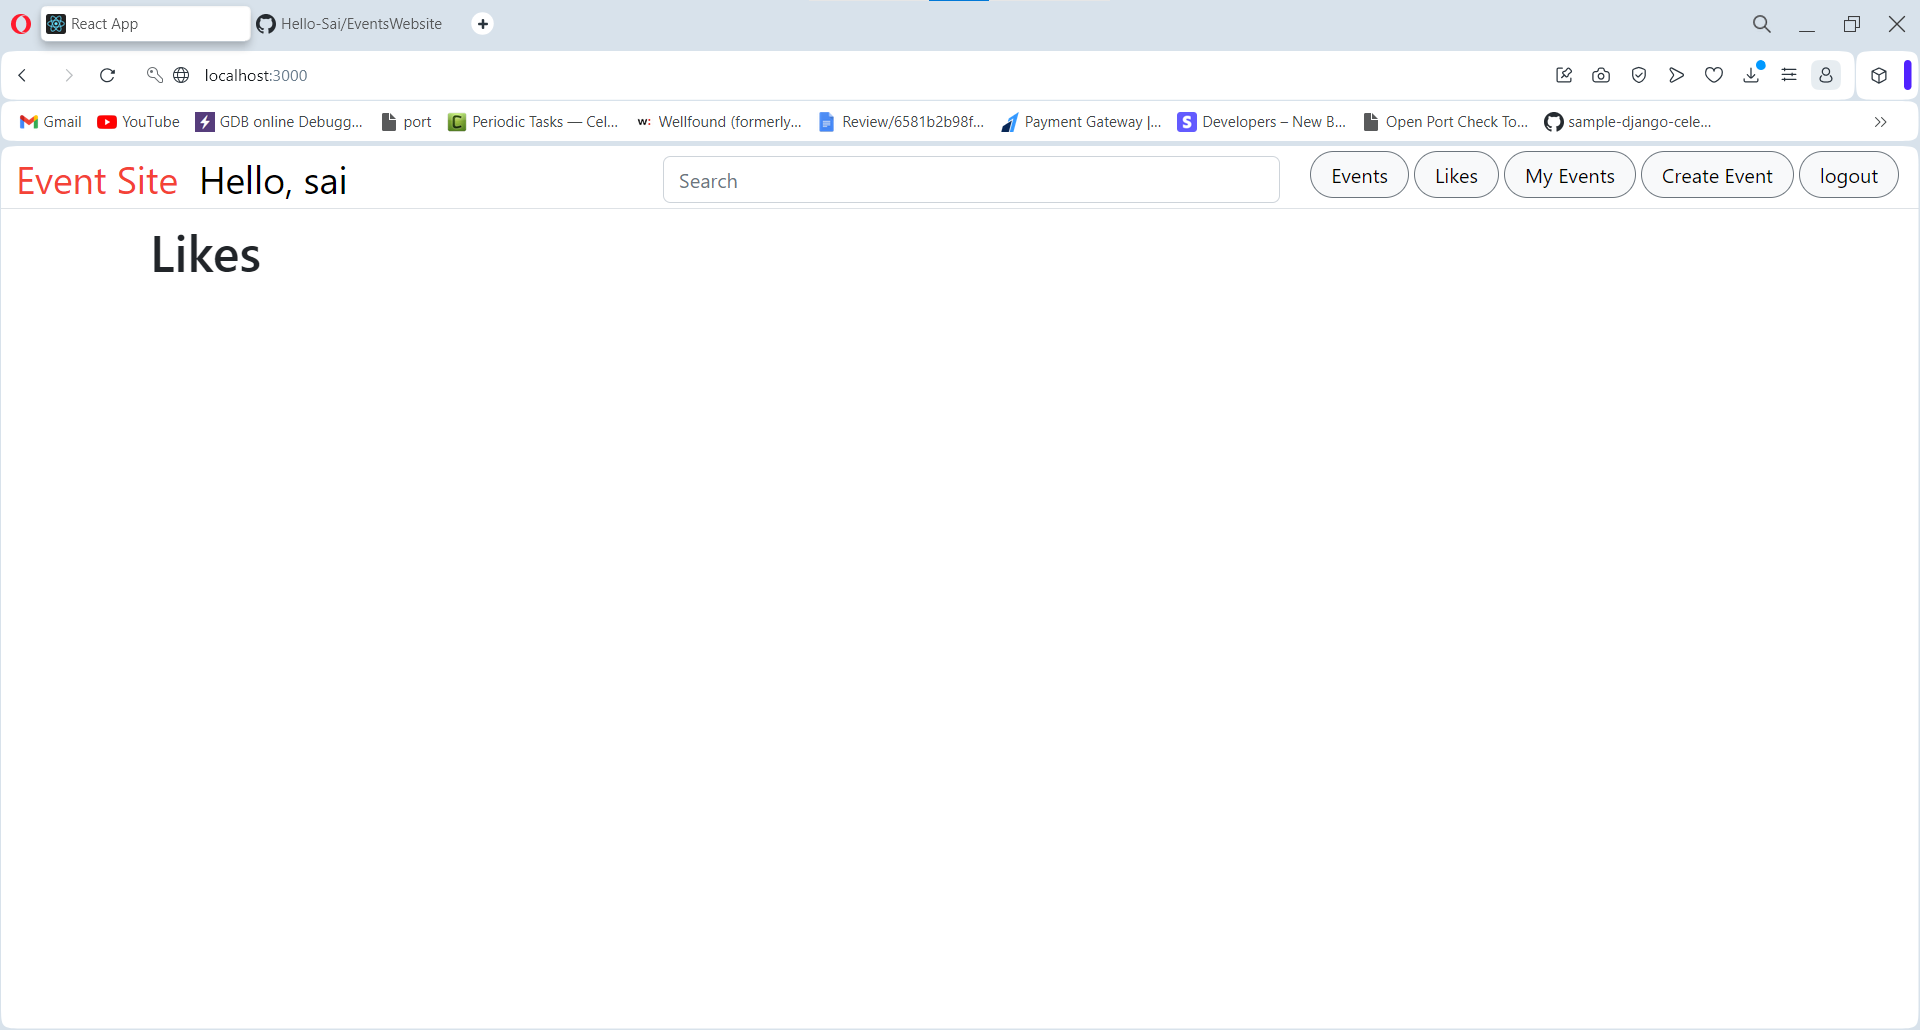 React App
Hello-Sai/EventsWebsite
localhost:3000
Gmail
YouTube
GDB online Debugg...
port
Periodic Tasks — Cel...
Wellfound (formerly...
Review/6581b2b98f...
Payment Gateway |...
Developers – New B...
Open Port Check To...
sample-django-cele...
Event Site Hello, sai
Search
Events
Likes
My Events
Create Event
logout
Likes